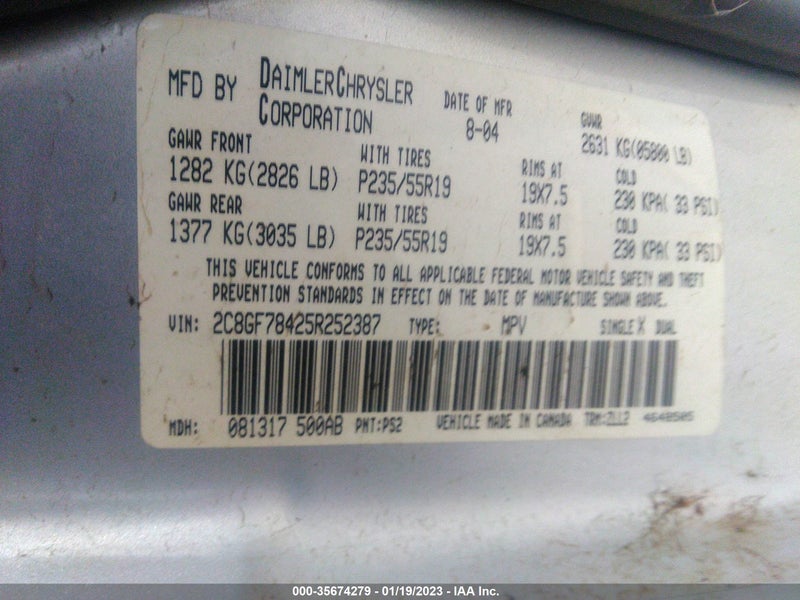 MFD BY DAIMLERCHRYSLER CORPORATION
DATE OF MFR 8-04
GVWR 2631 KG(05800 LB)
GAWR FRONT WITH TIRES RIMS AT COLD
1282 KG(2826 LB) P235/55R19 19X7.5 230 KPA( 33 PSI)
GAWR REAR WITH TIRES RIMS AT COLD
1377 KG(3035 LB) P235/55R19 19X7.5 230 KPA( 33 PSI)
THIS VEHICLE CONFORMS TO ALL APPLICABLE FEDERAL MOTOR VEHICLE SAFETY AND THEFT
PREVENTION STANDARDS IN EFFECT ON THE DATE OF MANUFACTURE SHOWN ABOVE.
VIN: 2C8GF78425R252387 TYPE: MPV SINGLE X DUAL
MDH: 081317 500AB PNT:PS2 VEHICLE MADE IN CANADA TRM:ZLL2 4648505
000-35674279 - 01/19/2023 - IAA Inc.